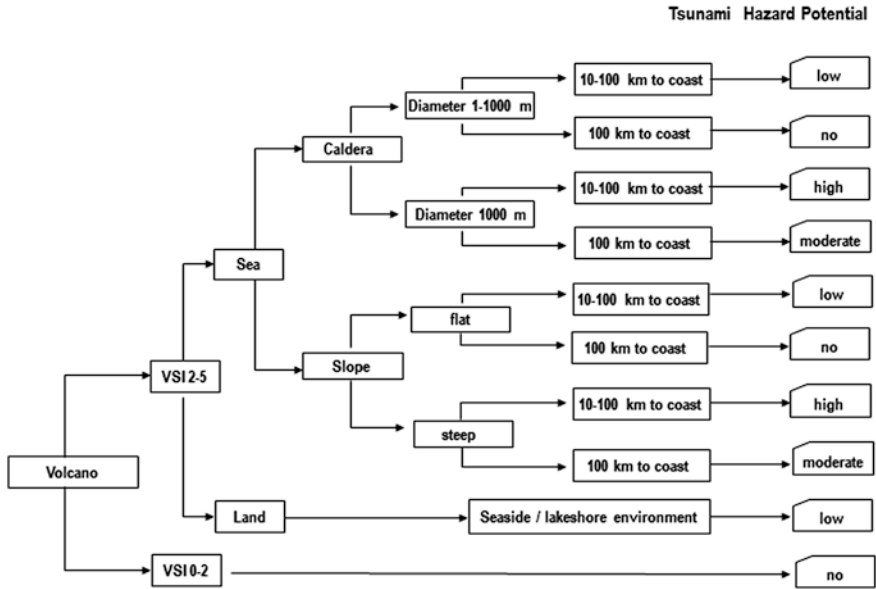 Tsunami Hazard Potential
10-100 km to coast
low
Diameter 1-1000 m
100 km to coast
no
Caldera
10-100 km to coast
high
Diameter 1000 m
100 km to coast
moderate
Sea
10-100 km to coast
low
flat
100 km to coast
no
Slope
VSI 2-5
10-100 km to coast
high
steep
100 km to coast
moderate
Volcano
Land
Seaside / lakeshore environment
low
VSI 0-2
no